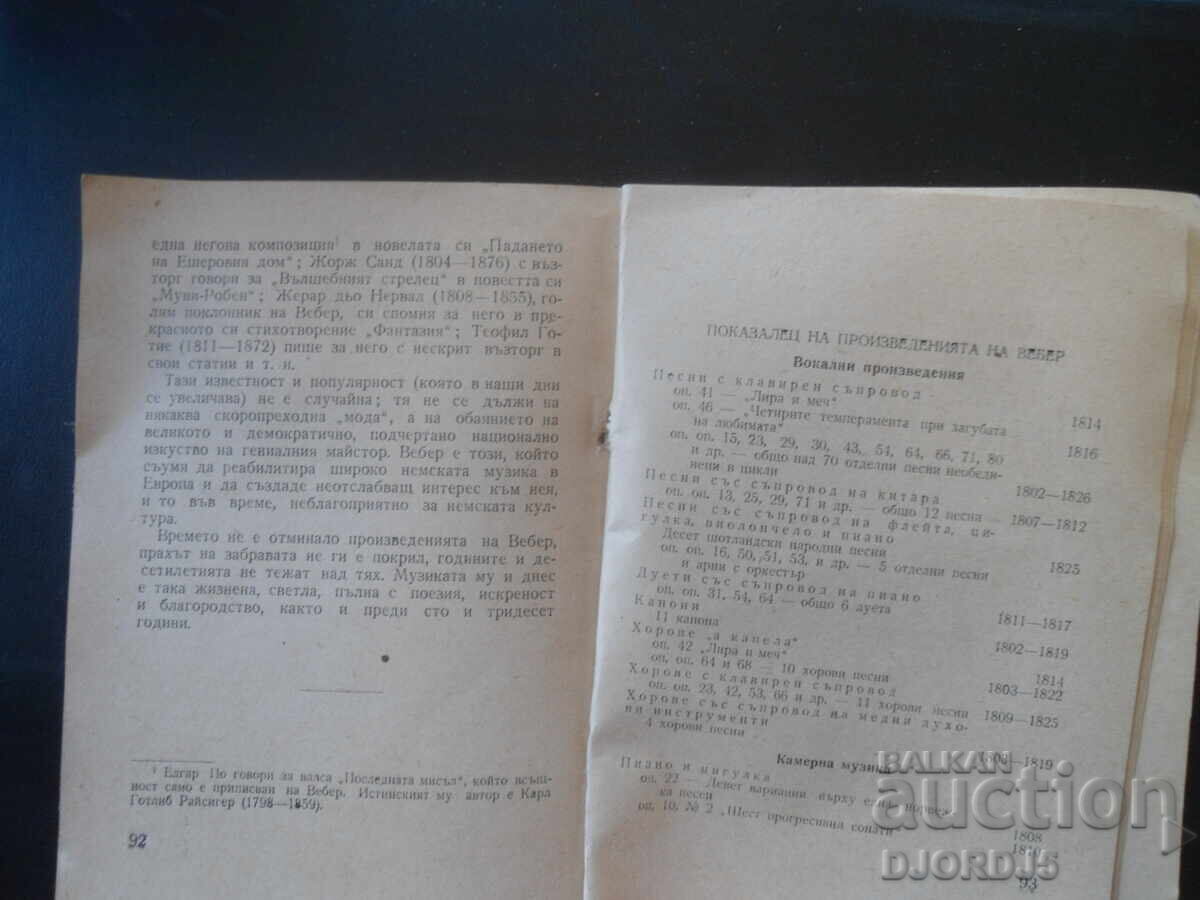 една негова композиция¹ в новелата си „Падането
на Ешеровия дом“; Жорж Санд (1804—1876) с въз-
торг говори за „Вълшебният стрелец“ в повестта си
„Муни-Робен“; Жерар дьо Нервал (1808—1855), го-
лям поклонник на Вебер, си спомня за него в пре-
красното си стихотворение „Фантазия“; Теофил Го-
тие (1811—1872) пише за него с нескрит възторг в
свои статии и т. н.
Тази известност и популярност (която в наши дни
се увеличава) не е случайна; тя не се дължи на
някаква скоропреходна „мода“, а на обаянието на
великото и демократично, подчертано национално
изкуство на гениалния майстор. Вебер е този, който
съумя да реабилитира широко немската музика в
Европа и да създаде неотслабващ интерес към нея,
и то във време, неблагоприятно за немската кул-
тура.
Времето не е отминало произведенията на Вебер,
прахът на забравата не ги е покрил, годините и де-
сетилетията не тежат над тях. Музиката му и днес
е така жизнена, светла, пълна с поезия, искреност
и благородство, както и преди сто и тридесет
години.
¹ Едгар По говори за валса „Последната мисъл“, който всъщ-
ност само е приписван на Вебер. Истинският му автор е Карл
Готлиб Райсигер (1798—1859).
92
ПОКАЗАЛЕЦ НА ПРОИЗВЕДЕНИЯТА НА ВЕБЕР
Вокални произведения
Песни с клавирен съпровод
оп. 41 — „Лира и меч“ 1814
оп. 46 — „Четирите темперамента при загубата
на любимата“ 1816
оп. оп. 15, 23, 29, 30, 43, 54, 64, 66, 71, 80
и др. — общо над 70 отделни песни необеди-
нени в цикли 1802—1826
Песни със съпровод на китара
оп. оп. 13, 25, 29, 71 и др. — общо 12 песни — 1807—1812
Песни със съпровод на флейта, ци-
гулка, виолончело и пиано
Десет шотландски народни песни 1825
оп. оп. 16, 50, 51, 53, и др. — 5 отделни песни
и арии с оркестър
Дуети със съпровод на пиано
оп. оп. 31, 54, 64 — общо 6 дуета 1811—1817
Канони
11 канона 1802—1819
Хорове „а капела“
оп. 42 „Лира и меч“ 1814
оп. оп. 64 и 68 — 10 хорови песни 1803—1822
Хорове с клавирен съпровод
оп. оп. 23, 42, 53, 66 и др. — 11 хорови песни 1809—1825
Хорове със съпровод на медни духо-
ви инструменти
4 хорови песни 1803—1819
Камерна музика
Пиано и цигулка
оп. 22 — Девет вариации върху една норвеж-
ка песен 1808
оп. 10, № 2 „Шест прогресивна сонати“ 1810
93
BALKAN
auction
DJORDJ5